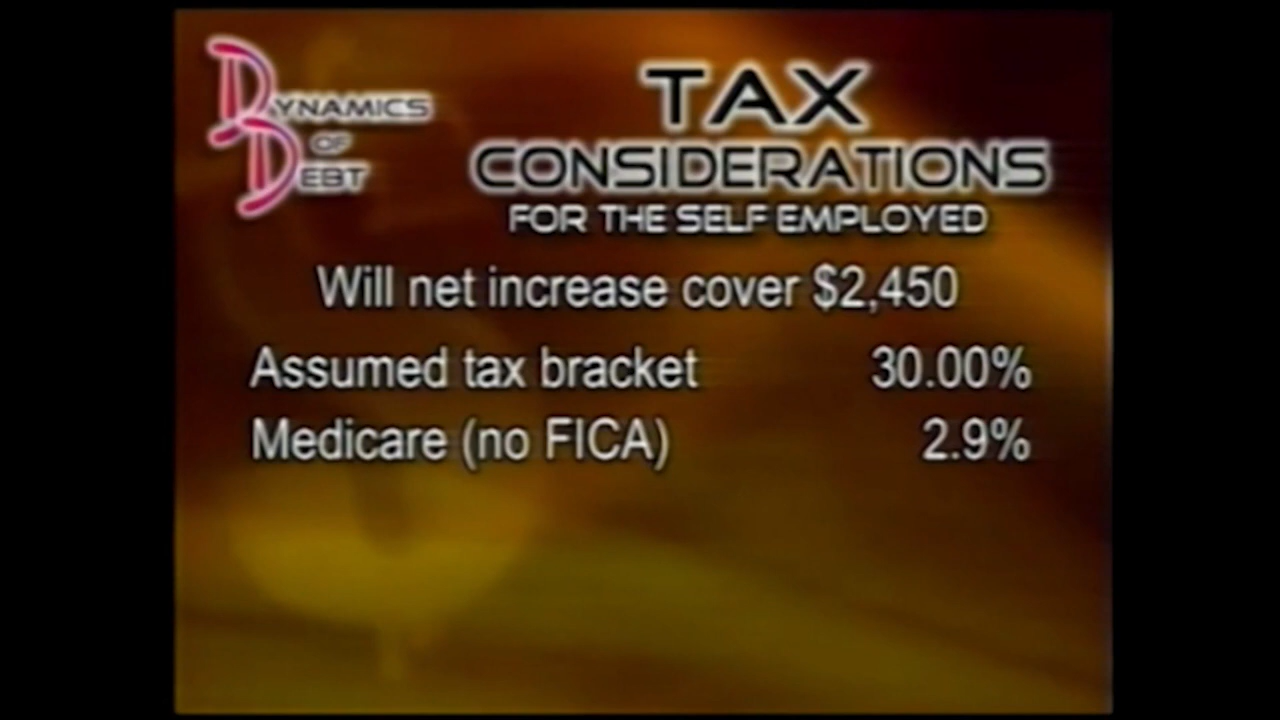 DYNAMICS
OF
DEBT
TAX
CONSIDERATIONS
FOR THE SELF EMPLOYED
Will net increase cover $2,450
Assumed tax bracket 30.00%
Medicare (no FICA) 2.9%